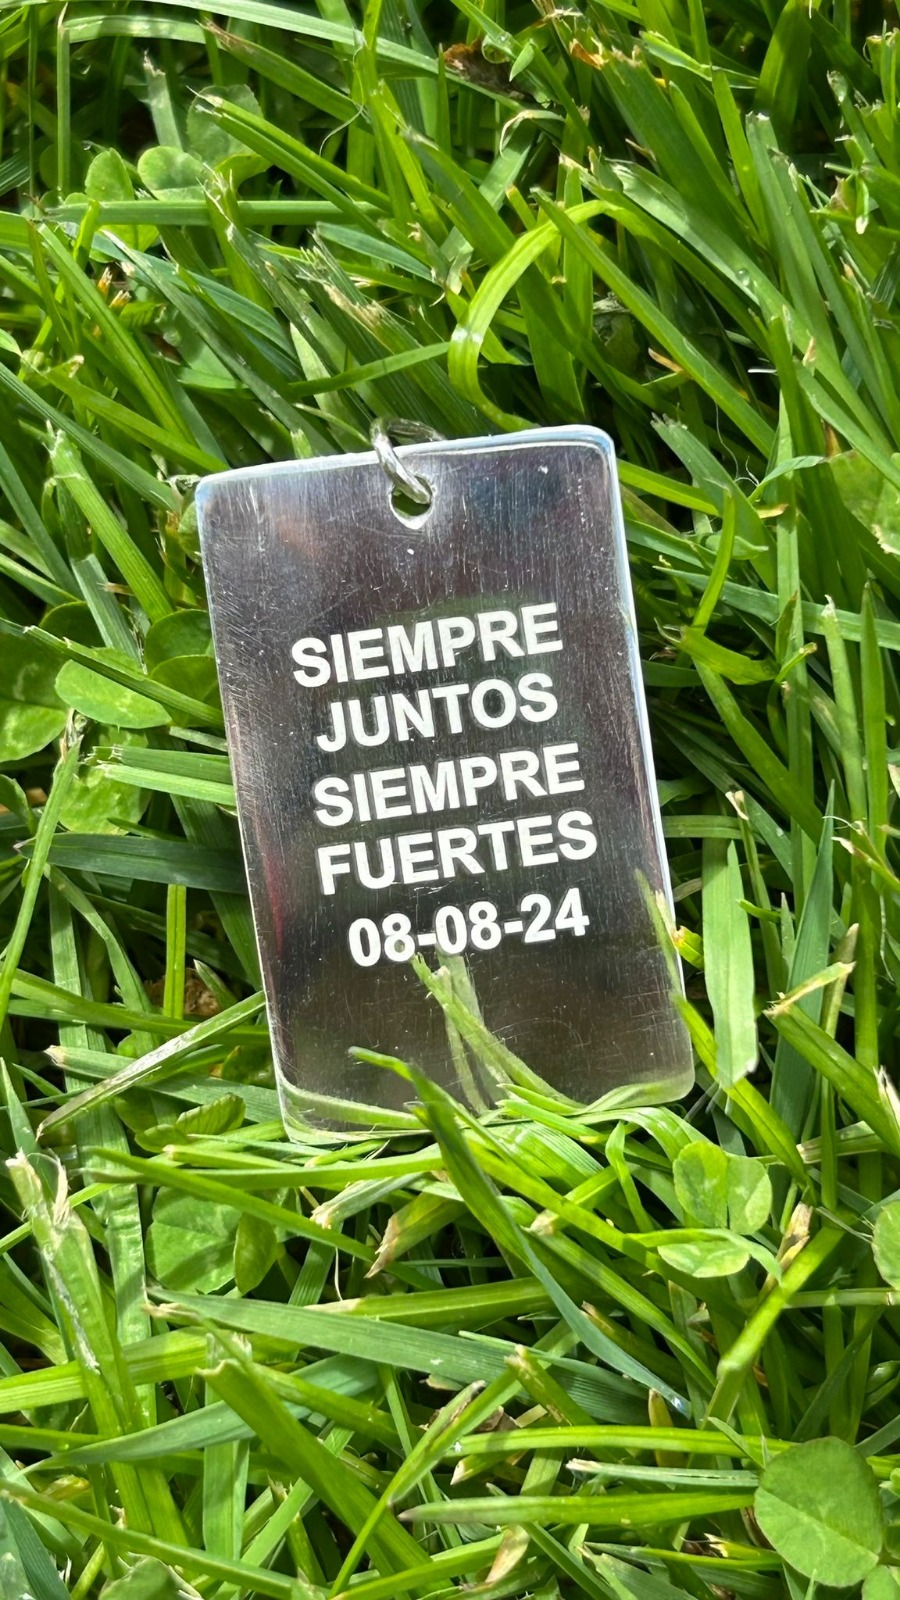 SIEMPRE
JUNTOS
SIEMPRE
FUERTES
08-08-24